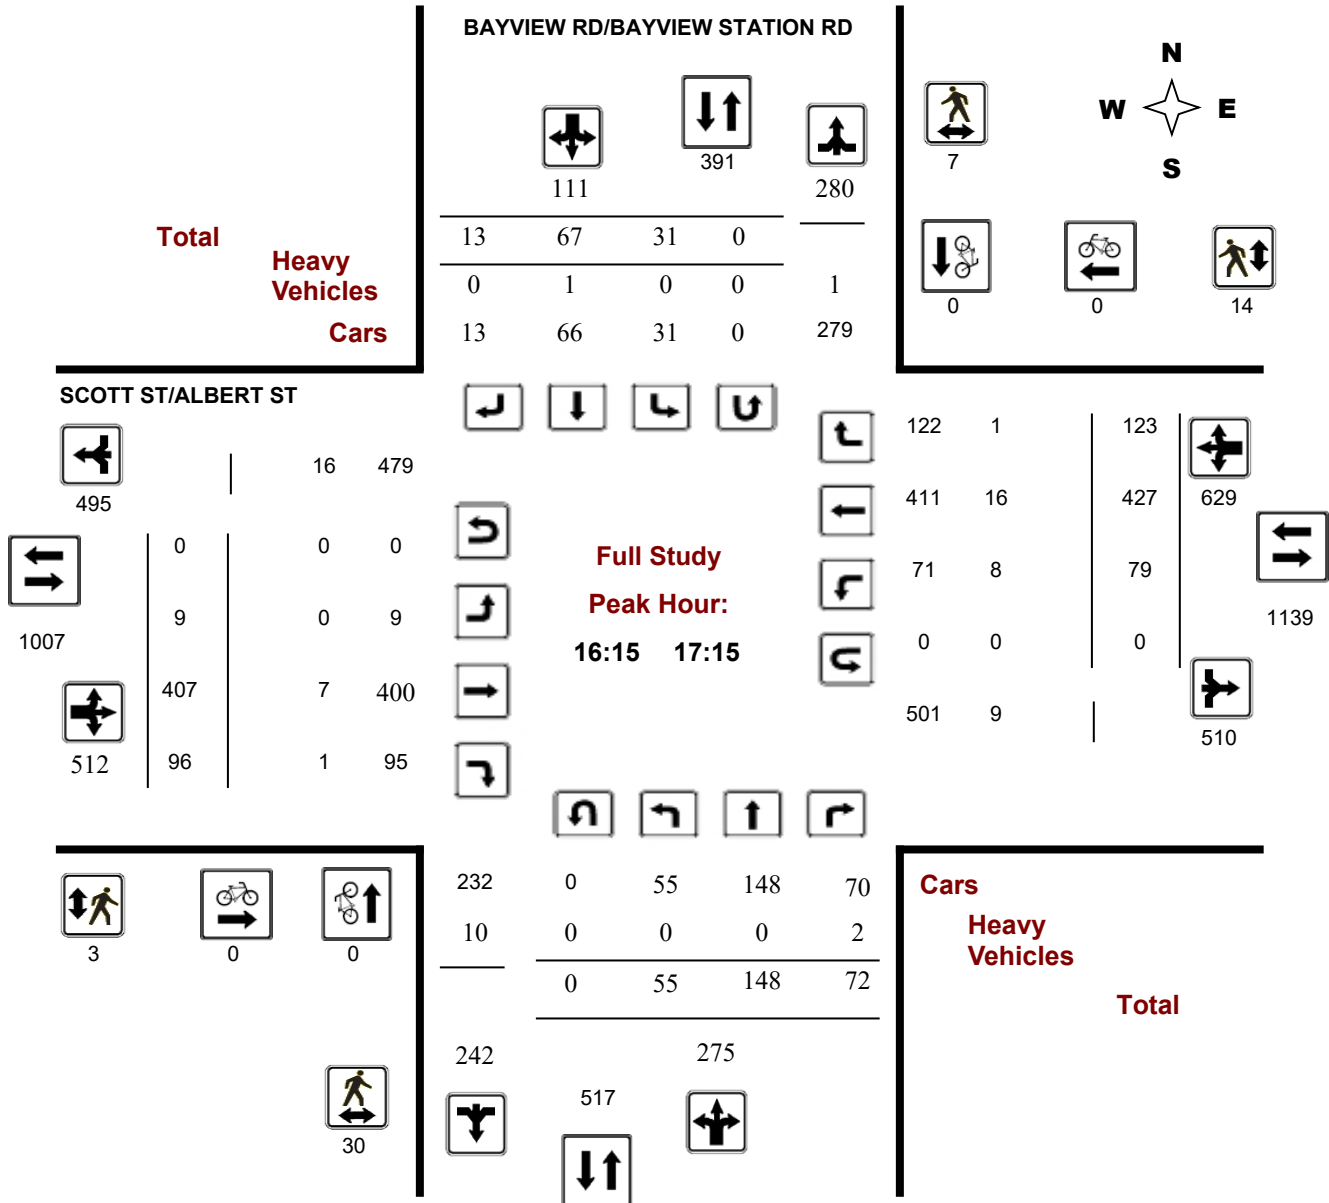 BAYVIEW RD/BAYVIEW STATION RD
N
W E
S
391
7
111
280
Total
13 67 31 0
Heavy
Vehicles
0 1 0 0 1
Cars
13 66 31 0 279
0 0 14
SCOTT ST/ALBERT ST
122 1 123
16 479
495
411 16 427 629
0 0 0
Full Study
71 8 79
9 0 9
Peak Hour:
1007
1139
16:15 17:15
0 0 0
407 7 400
501 9
510
512 96 1 95
232 0 55 148 70
Cars
10 0 0 0 2
Heavy
Vehicles
3 0 0
0 55 148 72
Total
242 275
517
30